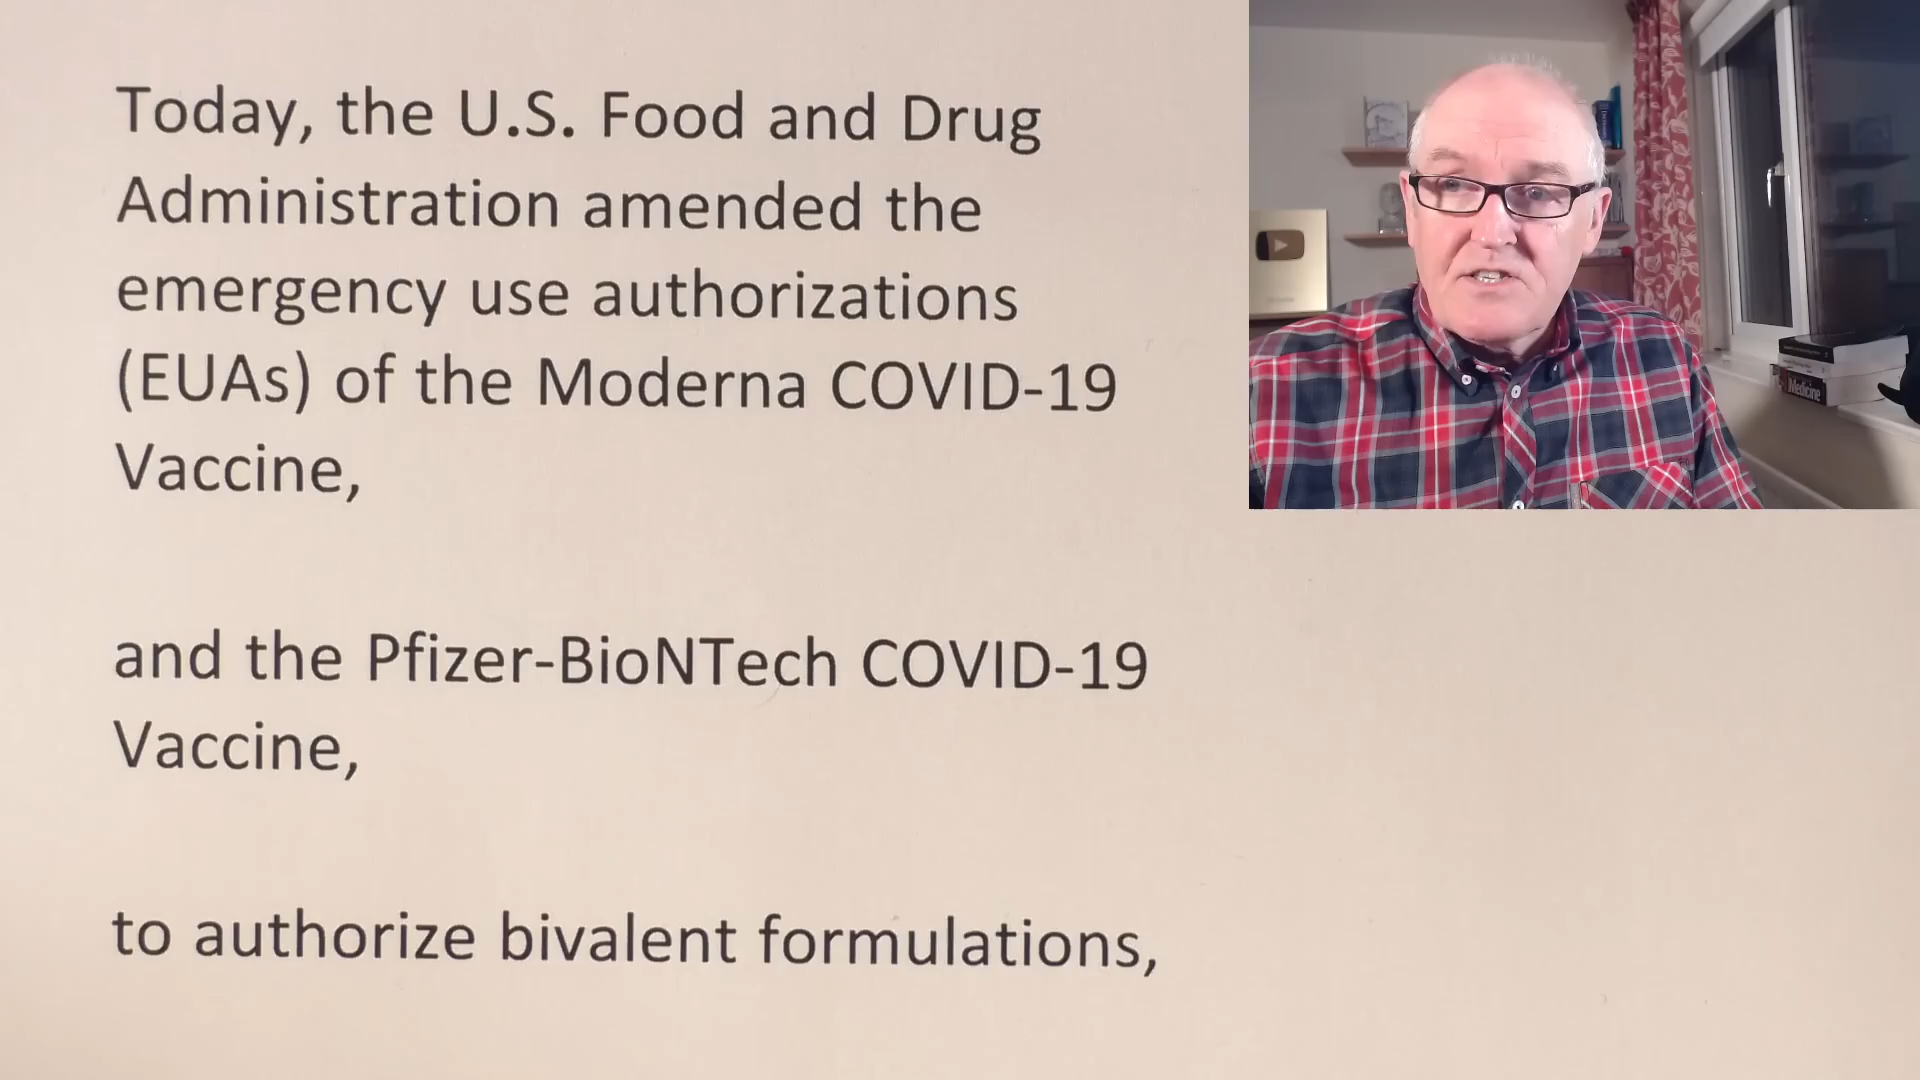 Today, the U.S. Food and Drug
Administration amended the
emergency use authorizations
(EUAs) of the Moderna COVID-19
Vaccine,
and the Pfizer-BioNTech COVID-19
Vaccine,
to authorize bivalent formulations,
Medicine